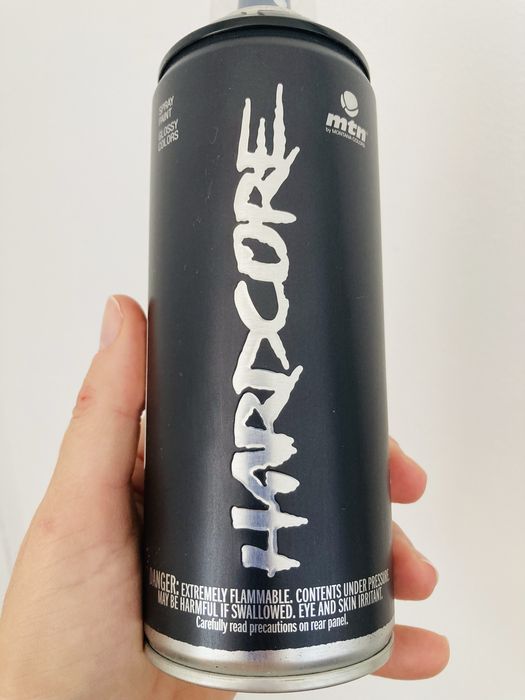 SPRAY
PAINT
GLOSSY
COLORS
mtn
by MONTANA COLORS
HARDCORE
DANGER: EXTREMELY FLAMMABLE. CONTENTS UNDER PRESSURE.
MAY BE HARMFUL IF SWALLOWED. EYE AND SKIN IRRITANT.
Carefully read precautions on rear panel.